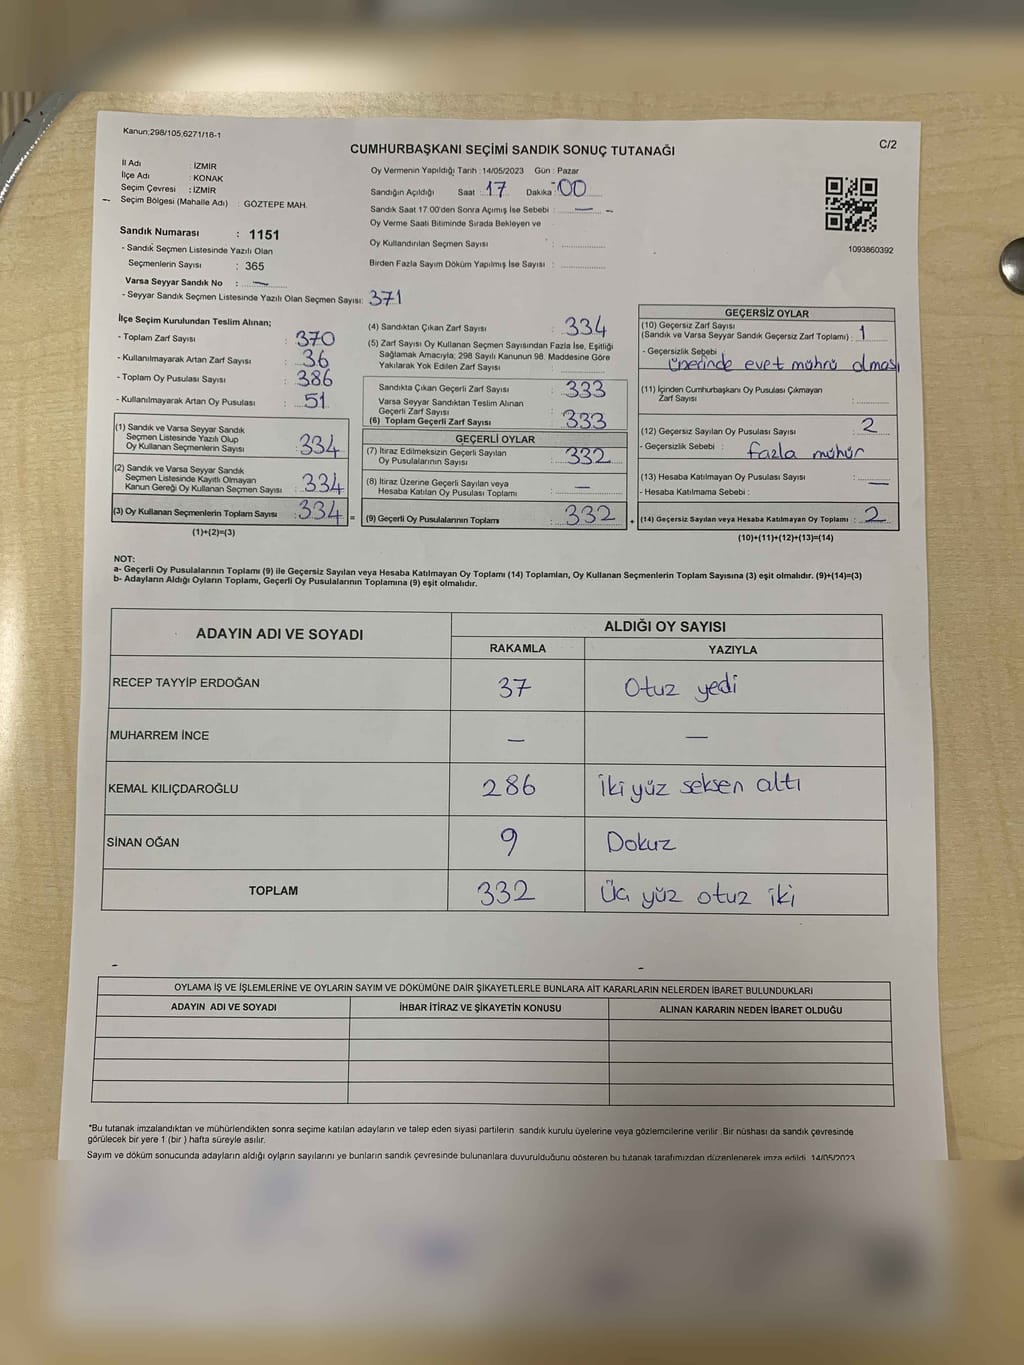 Kanun;298/105,6271/18-1
C/2
CUMHURBAŞKANI SEÇİMİ SANDIK SONUÇ TUTANAĞI
İl Adı : İZMİR
İlçe Adı : KONAK
Seçim Çevresi : İZMİR
Seçim Bölgesi (Mahalle Adı) : GÖZTEPE MAH.
Sandık Numarası : 1151
- Sandık Seçmen Listesinde Yazılı Olan
Seçmenlerin Sayısı : 365
Varsa Seyyar Sandık No : —
- Seyyar Sandık Seçmen Listesinde Yazılı Olan Seçmen Sayısı: 371
Oy Vermenin Yapıldığı Tarih :14/05/2023 Gün : Pazar
Sandığın Açıldığı Saat : 17 Dakika : 00
Sandık Saat 17:00'den Sonra Açımış İse Sebebi : —
Oy Verme Saati Bitiminde Sırada Bekleyen ve
Oy Kullandırılan Seçmen Sayısı :
Birden Fazla Sayım Döküm Yapılmış İse Sayısı :
1093860392
İlçe Seçim Kurulundan Teslim Alınan;
- Toplam Zarf Sayısı : 370
- Kullanılmayarak Artan Zarf Sayısı : 36
- Toplam Oy Pusulası Sayısı : 386
- Kullanılmayarak Artan Oy Pusulası : 51
(1) Sandık ve Varsa Seyyar Sandık
Seçmen Listesinde Yazılı Olup
Oy Kullanan Seçmenlerin Sayısı : 334
(2) Sandık ve Varsa Seyyar Sandık
Seçmen Listesinde Kayıtlı Olmayan
Kanun Gereği Oy Kullanan Seçmen Sayısı : 334
(3) Oy Kullanan Seçmenlerin Toplam Sayısı : 334 =
(1)+(2)=(3)
(4) Sandıktan Çıkan Zarf Sayısı : 334
(5) Zarf Sayısı Oy Kullanan Seçmen Sayısından Fazla İse, Eşitliği
Sağlamak Amacıyla; 298 Sayılı Kanunun 98. Maddesine Göre
Yakılarak Yok Edilen Zarf Sayısı :
Sandıkta Çıkan Geçerli Zarf Sayısı : 333
Varsa Seyyar Sandıktan Teslim Alınan
Geçerli Zarf Sayısı :
(6) Toplam Geçerli Zarf Sayısı : 333
GEÇERLİ OYLAR
(7) İtiraz Edilmeksizin Geçerli Sayılan
Oy Pusulalarının Sayısı : 332
(8) İtiraz Üzerine Geçerli Sayılan veya
Hesaba Katılan Oy Pusulası Toplamı : —
(9) Geçerli Oy Pusulalarının Toplamı : 332 +
GEÇERSİZ OYLAR
(10) Geçersiz Zarf Sayısı
(Sandık ve Varsa Seyyar Sandık Geçersiz Zarf Toplamı) : 1
- Geçersizlik Sebebi
üzerinde evet mührü olması
(11) İçinden Cumhurbaşkanı Oy Pusulası Çıkmayan
Zarf Sayısı :
(12) Geçersiz Sayılan Oy Pusulası Sayısı : 2
- Geçersizlik Sebebi : fazla mühür
(13) Hesaba Katılmayan Oy Pusulası Sayısı : —
- Hesaba Katılmama Sebebi :
(14) Geçersiz Sayılan veya Hesaba Katılmayan Oy Toplamı : 2
(10)+(11)+(12)+(13)=(14)
NOT:
a- Geçerli Oy Pusulalarının Toplamı (9) ile Geçersiz Sayılan veya Hesaba Katılmayan Oy Toplamı (14) Toplamları, Oy Kullanan Seçmenlerin Toplam Sayısına (3) eşit olmalıdır. (9)+(14)=(3)
b- Adayların Aldığı Oyların Toplamı, Geçerli Oy Pusulalarının Toplamına (9) eşit olmalıdır.
ADAYIN ADI VE SOYADI
ALDIĞI OY SAYISI
RAKAMLA YAZIYLA
RECEP TAYYİP ERDOĞAN 37 Otuz yedi
MUHARREM İNCE — —
KEMAL KILIÇDAROĞLU 286 İki yüz seksen altı
SİNAN OĞAN 9 Dokuz
TOPLAM 332 Üç yüz otuz iki
OYLAMA İŞ VE İŞLEMLERİNE VE OYLARIN SAYIM VE DÖKÜMÜNE DAİR ŞİKAYETLERLE BUNLARA AİT KARARLARIN NELERDEN İBARET BULUNDUKLARI
ADAYIN ADI VE SOYADI İHBAR İTİRAZ VE ŞİKAYETİN KONUSU ALINAN KARARIN NEDEN İBARET OLDUĞU
*Bu tutanak imzalandıktan ve mühürlendikten sonra seçime katılan adayların ve talep eden siyasi partilerin sandık kurulu üyelerine veya gözlemcilerine verilir .Bir nüshası da sandık çevresinde
görülecek bir yere 1 (bir ) hafta süreyle asılır.
Sayım ve döküm sonucunda adayların aldığı oyların sayılarını ve bunların sandık çevresinde bulunanlara duyurulduğunu gösteren bu tutanak tarafımızdan düzenlenerek imza edildi. 14/05/2023